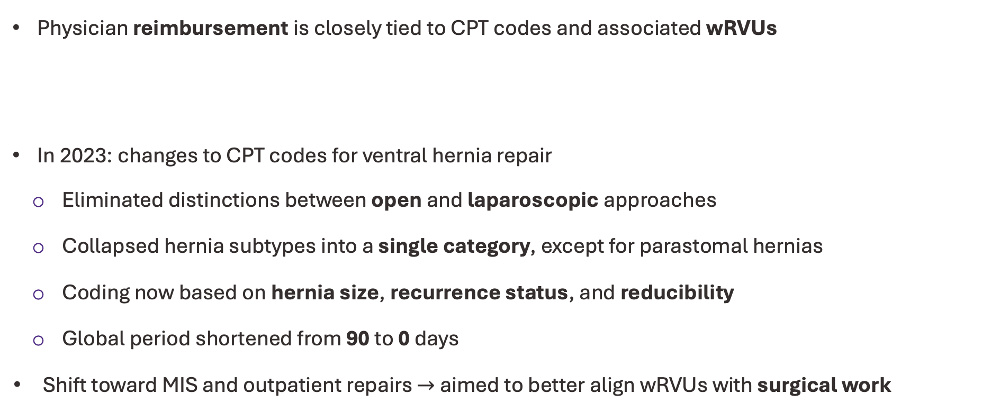 • Physician reimbursement is closely tied to CPT codes and associated wRVUs
• In 2023: changes to CPT codes for ventral hernia repair
o Eliminated distinctions between open and laparoscopic approaches
o Collapsed hernia subtypes into a single category, except for parastomal hernias
o Coding now based on hernia size, recurrence status, and reducibility
o Global period shortened from 90 to 0 days
• Shift toward MIS and outpatient repairs → aimed to better align wRVUs with surgical work